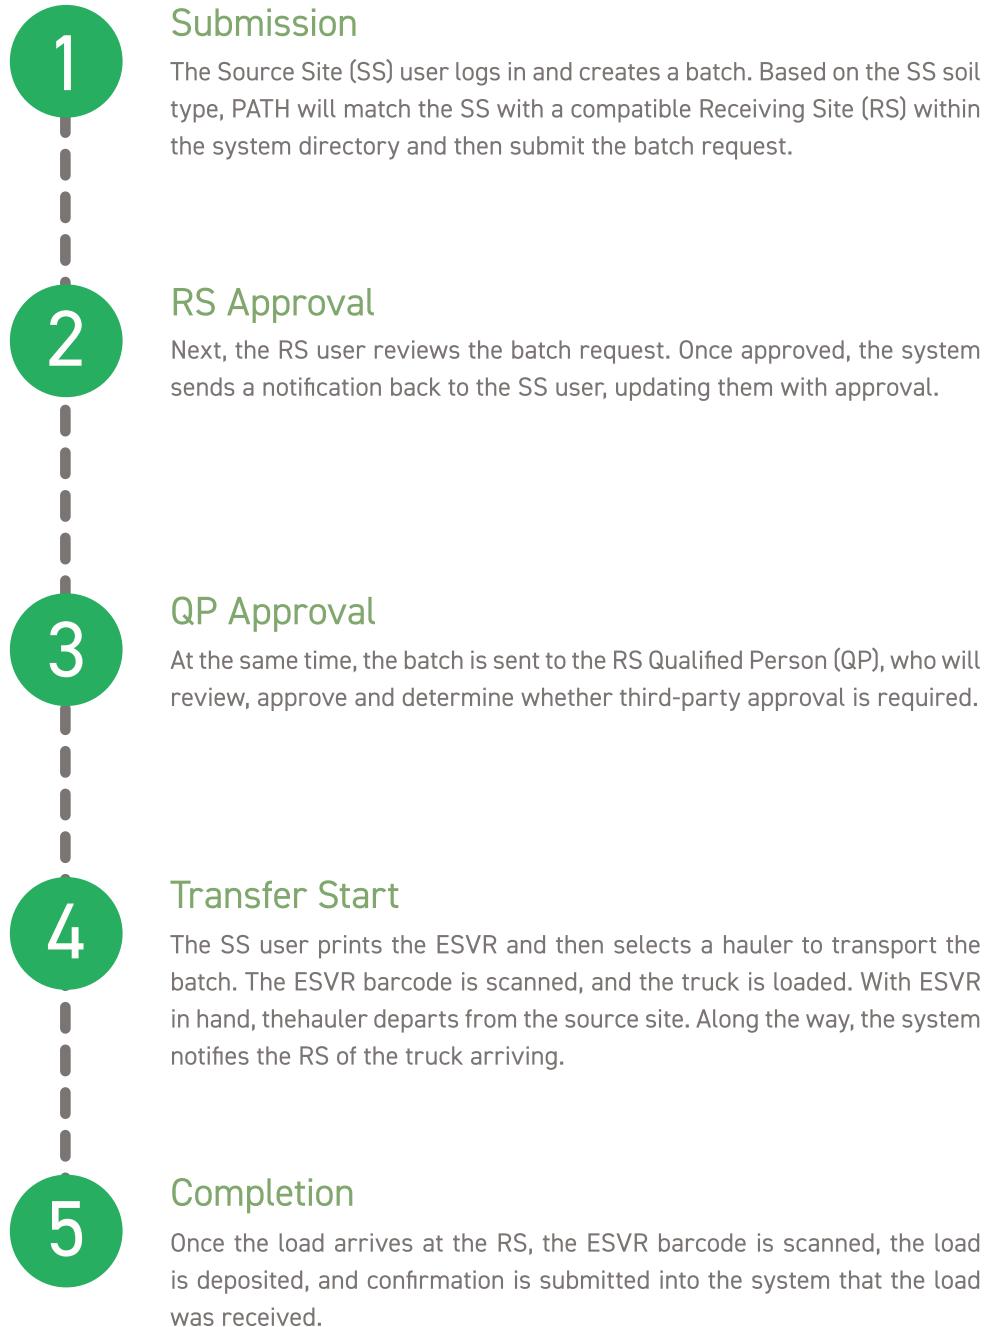 1
Submission
The Source Site (SS) user logs in and creates a batch. Based on the SS soil
type, PATH will match the SS with a compatible Receiving Site (RS) within
the system directory and then submit the batch request.
2
RS Approval
Next, the RS user reviews the batch request. Once approved, the system
sends a notification back to the SS user, updating them with approval.
3
QP Approval
At the same time, the batch is sent to the RS Qualified Person (QP), who will
review, approve and determine whether third-party approval is required.
4
Transfer Start
The SS user prints the ESVR and then selects a hauler to transport the
batch. The ESVR barcode is scanned, and the truck is loaded. With ESVR
in hand, thehauler departs from the source site. Along the way, the system
notifies the RS of the truck arriving.
5
Completion
Once the load arrives at the RS, the ESVR barcode is scanned, the load
is deposited, and confirmation is submitted into the system that the load
was received.